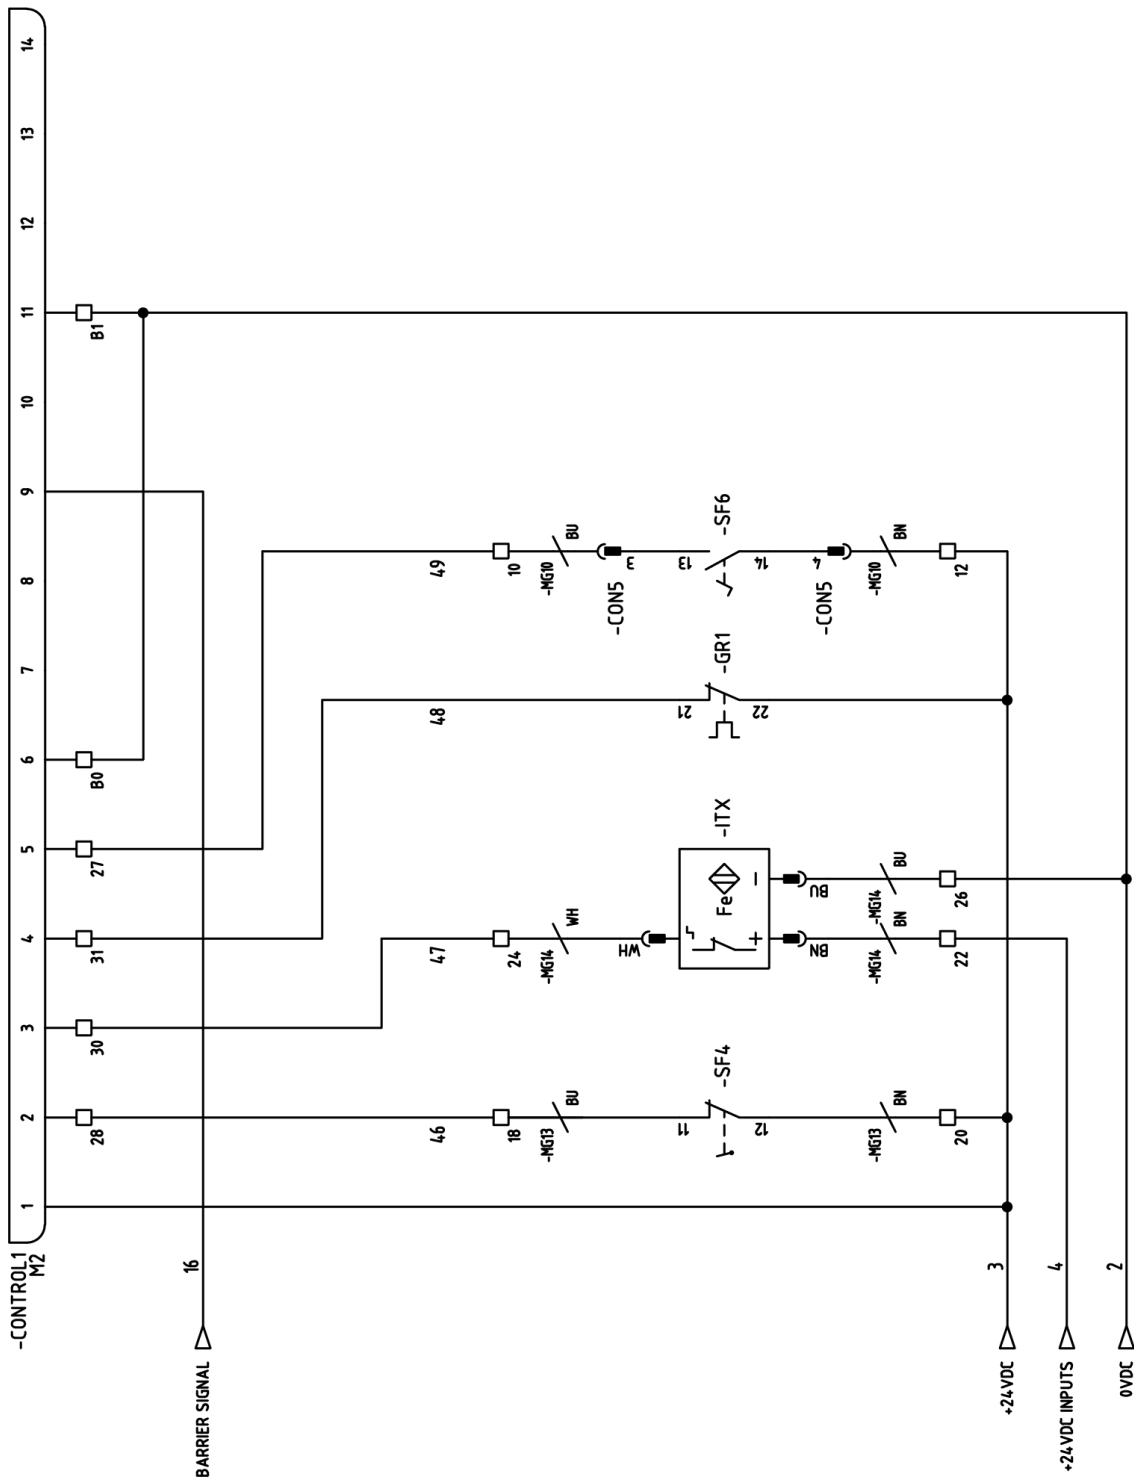 -CONTROL1
M2
1
2
3
4
5
6
7
8
9
10
11
12
13
14
28
30
31
27
B0
B1
BARRIER SIGNAL
16
46
47
48
49
18
24
10
-MG13
BU
-MG14
WH
-MG10
BU
WH
3
-CON5
11
12
-SF4
Fe
+
-ITX
21
22
-GR1
13
14
-SF6
4
-CON5
BN
BU
-MG13
BN
-MG14
BN
-MG14
BU
-MG10
BN
20
22
26
12
+24VDC
3
+24VDC INPUTS
4
0VDC
2